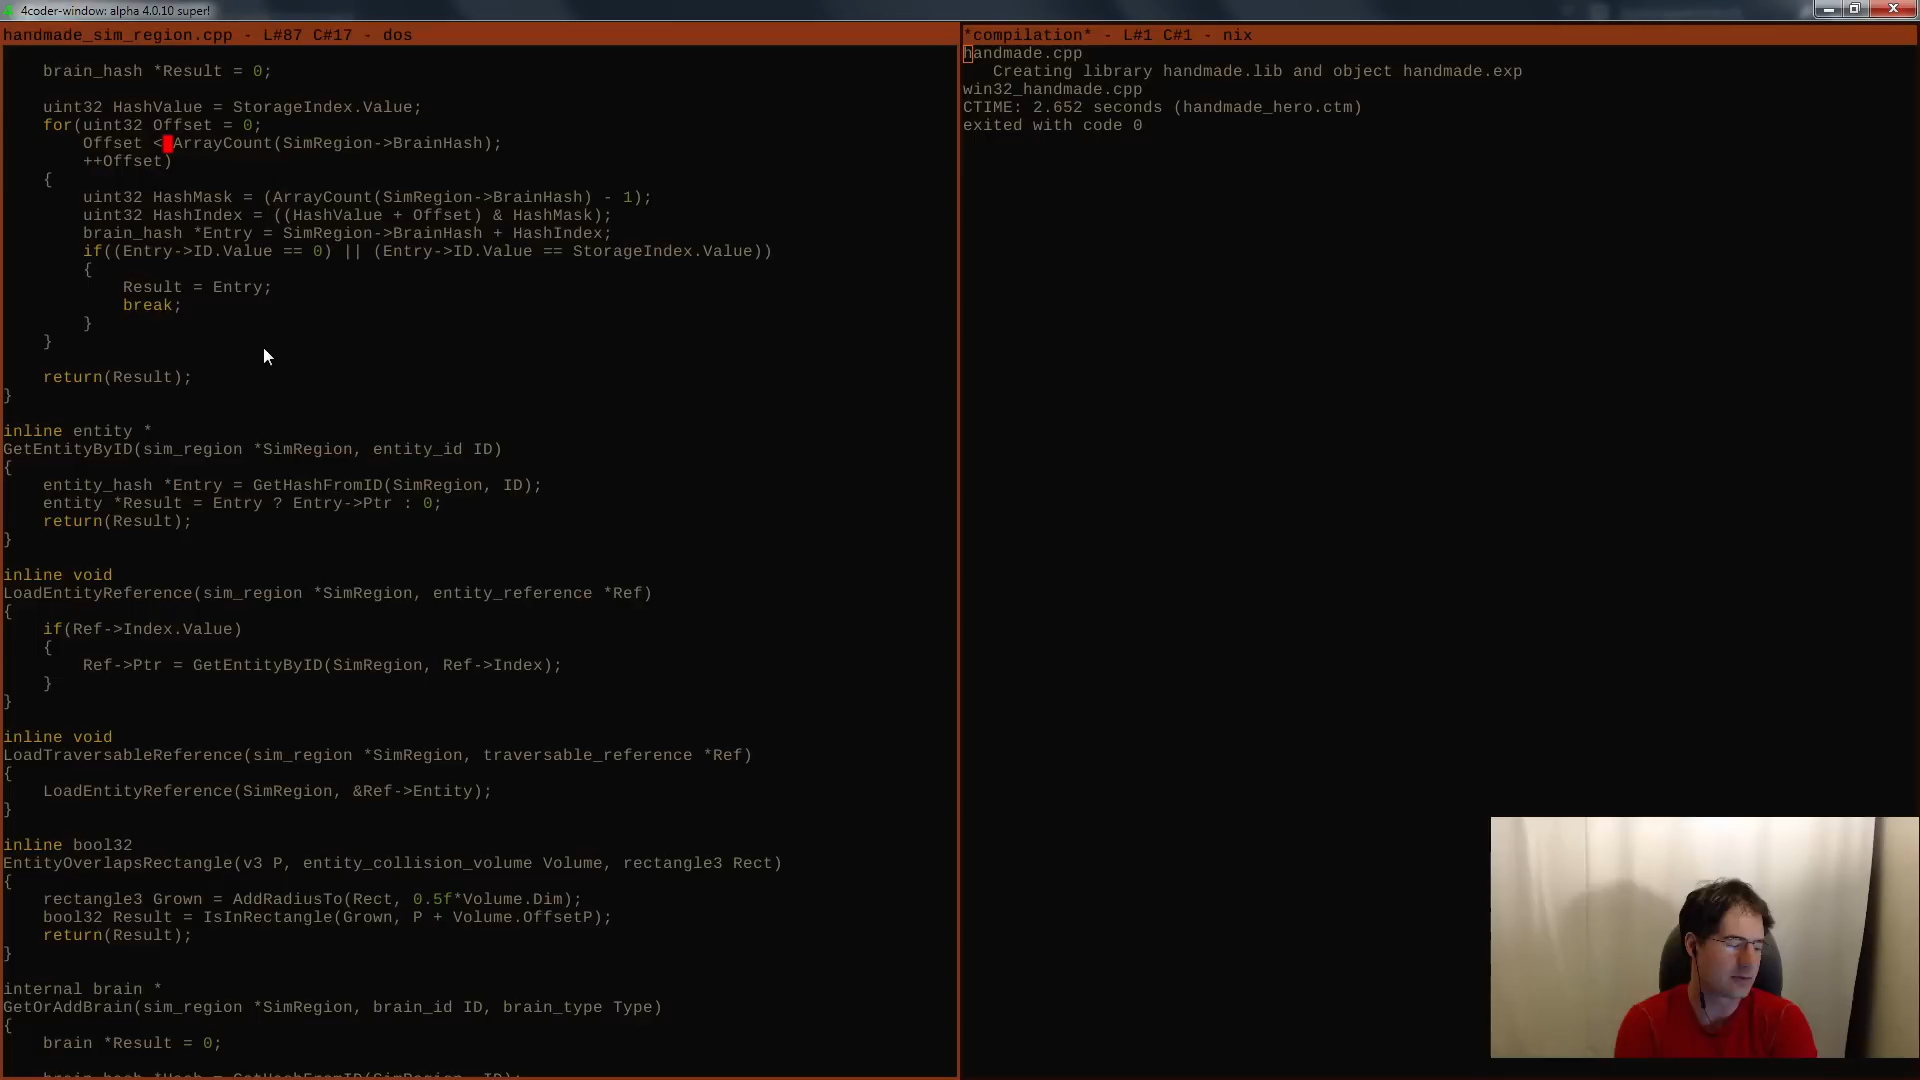 4coder-window: alpha 4.0.10 super!
handmade_sim_region.cpp - L#87 C#17 - dos
brain_hash *Result = 0;
uint32 HashValue = StorageIndex.Value;
for(uint32 Offset = 0;
Offset < ArrayCount(SimRegion->BrainHash);
++Offset)
{
uint32 HashMask = (ArrayCount(SimRegion->BrainHash) - 1);
uint32 HashIndex = ((HashValue + Offset) & HashMask);
brain_hash *Entry = SimRegion->BrainHash + HashIndex;
if((Entry->ID.Value == 0) || (Entry->ID.Value == StorageIndex.Value))
{
Result = Entry;
break;
}
}
return(Result);
}
inline entity *
GetEntityByID(sim_region *SimRegion, entity_id ID)
{
entity_hash *Entry = GetHashFromID(SimRegion, ID);
entity *Result = Entry ? Entry->Ptr : 0;
return(Result);
}
inline void
LoadEntityReference(sim_region *SimRegion, entity_reference *Ref)
{
if(Ref->Index.Value)
{
Ref->Ptr = GetEntityByID(SimRegion, Ref->Index);
}
}
inline void
LoadTraversableReference(sim_region *SimRegion, traversable_reference *Ref)
{
LoadEntityReference(SimRegion, &Ref->Entity);
}
inline bool32
EntityOverlapsRectangle(v3 P, entity_collision_volume Volume, rectangle3 Rect)
{
rectangle3 Grown = AddRadiusTo(Rect, 0.5f*Volume.Dim);
bool32 Result = IsInRectangle(Grown, P + Volume.OffsetP);
return(Result);
}
internal brain *
GetOrAddBrain(sim_region *SimRegion, brain_id ID, brain_type Type)
{
brain *Result = 0;
brain_hash *Hash = GetHashFromID(SimRegion, ID);
*compilation* - L#1 C#1 - nix
handmade.cpp
Creating library handmade.lib and object handmade.exp
win32_handmade.cpp
CTIME: 2.652 seconds (handmade_hero.ctm)
exited with code 0